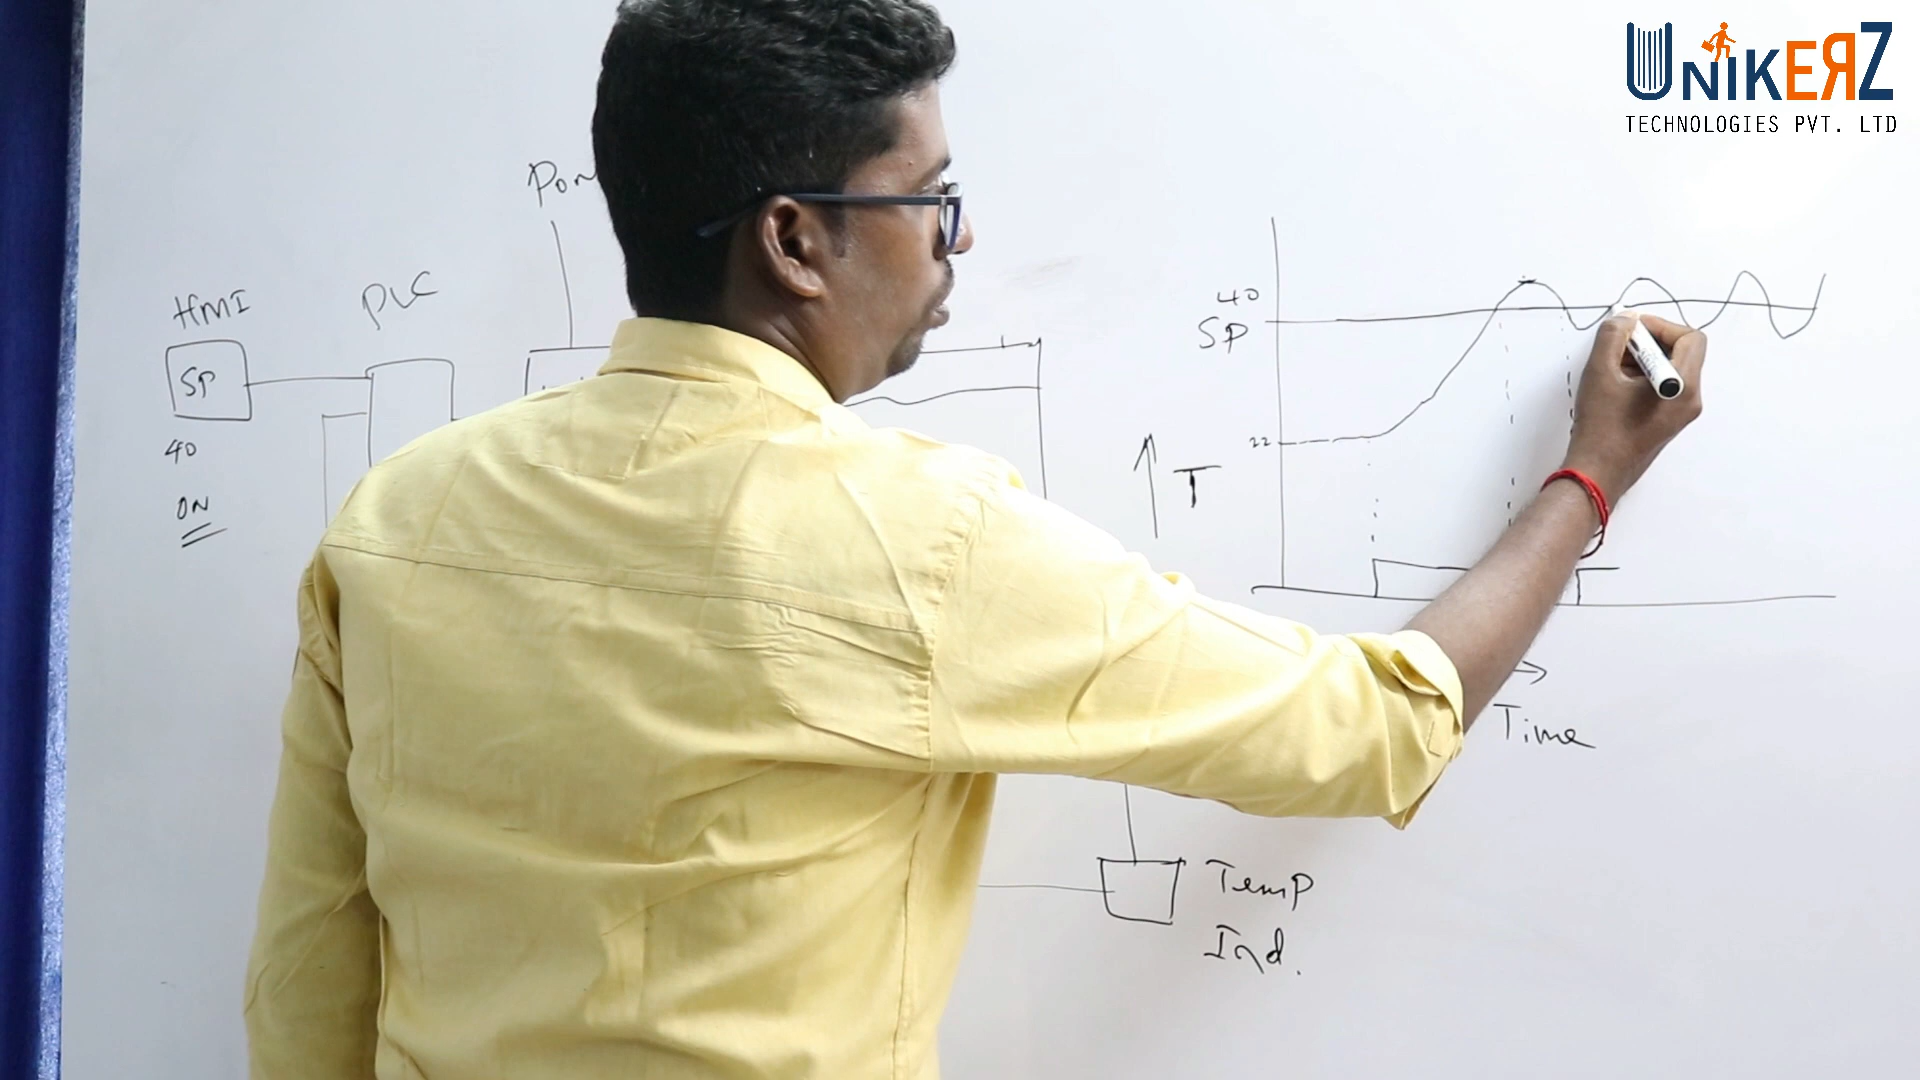 UNIKERZ
TECHNOLOGIES PVT. LTD
HMI
PLC
SP
40
ON
40
SP
22
T
Time
Temp
Ind.